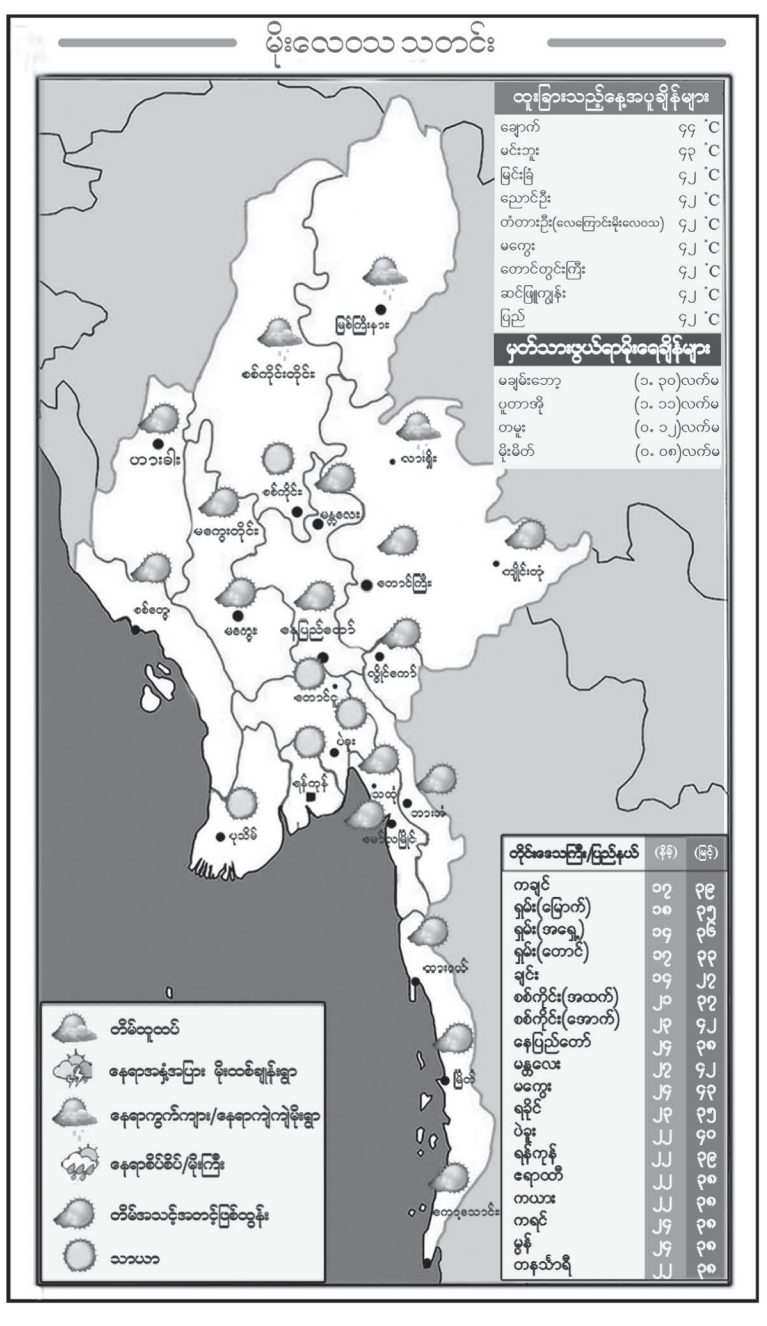 မိုးလေဝသ သတင်း
ထူးခြားသည့်နေ့အပူချိန်များ
ချောက် ၄၄ °C
မင်းဘူး ၄၃ °C
မြင်းခြံ ၄၂ °C
ညောင်ဦး ၄၂ °C
တံတားဦး(လေကြောင်းမိုးလေဝသ) ၄၂ °C
မကွေး ၄၂ °C
တောင်တွင်းကြီး ၄၂ °C
ဆင်ဖြူကျွန်း ၄၂ °C
ပြည် ၄၂ °C
မှတ်သားဖွယ်ရာမိုးရေချိန်များ
မချမ်းဘော့ (၁. ၃၀)လက်မ
ပူတာအို (၁. ၁၁)လက်မ
တမူး (၀. ၁၂)လက်မ
မိုးမိတ် (၀. ၀၈)လက်မ
မြစ်ကြီးနား
စစ်ကိုင်းတိုင်း
ဟားခါး
လားရှိုး
စစ်ကိုင်း
မန္တလေး
မကွေးတိုင်း
ကျိုင်းတုံ
တောင်ကြီး
စစ်တွေ
မကွေး
နေပြည်တော်
လွိုင်ကော်
တောင်ငူ
ပဲခူး
ရန်ကုန်
သထုံ
ဘားအံ
ပုသိမ်
မော်လမြိုင်
ထားဝယ်
မြိတ်
ကော့သောင်း
တိမ်ထူထပ်
နေရာအနှံ့အပြား မိုးထစ်ချုန်းရွာ
နေရာကွက်ကျား/နေရာကျဲကျဲမိုးရွာ
နေရာစိပ်စိပ်/မိုးကြီး
တိမ်အသင့်အတင့်ဖြစ်ထွန်း
သာယာ
တိုင်းဒေသကြီး/ပြည်နယ် (နိမ့်) (မြင့်)
ကချင် ၁၇ ၃၉
ရှမ်း(မြောက်) ၁၈ ၃၅
ရှမ်း(အရှေ့) ၁၄ ၃၆
ရှမ်း(တောင်) ၁၇ ၃၃
ချင်း ၁၄ ၂၇
စစ်ကိုင်း(အထက်) ၂၀ ၃၇
စစ်ကိုင်း(အောက်) ၂၃ ၄၂
နေပြည်တော် ၂၄ ၃၈
မန္တလေး ၂၇ ၄၂
မကွေး ၂၄ ၄၃
ရခိုင် ၂၃ ၃၅
ပဲခူး ၂၂ ၄၀
ရန်ကုန် ၂၂ ၃၉
ဧရာဝတီ ၂၂ ၃၈
ကယား ၂၂ ၃၈
ကရင် ၂၄ ၃၈
မွန် ၂၄ ၃၈
တနင်္သာရီ ၂၂ ၃၈